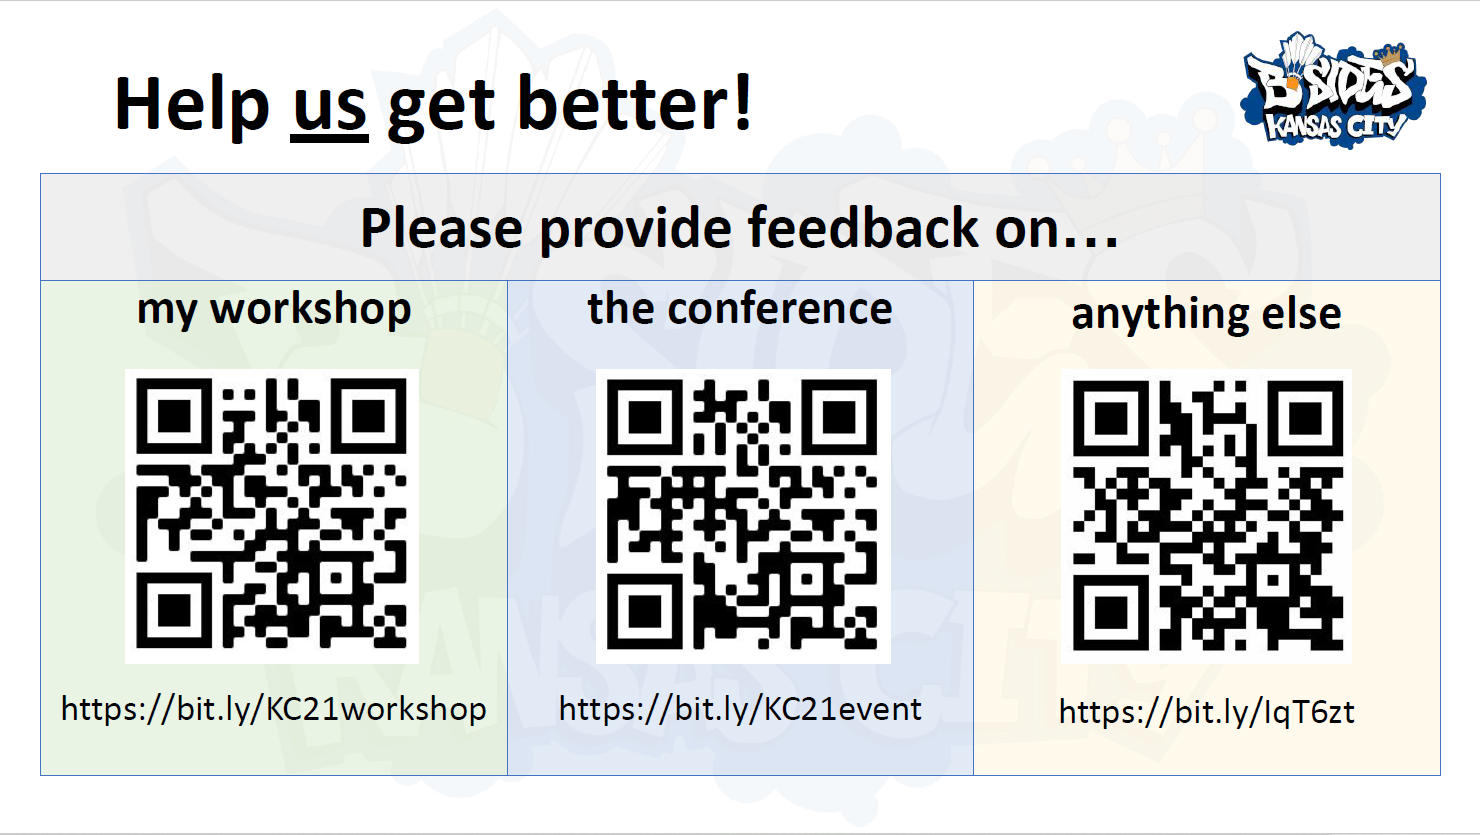 Help us get better!
B•SIDES
KANSAS CITY
Please provide feedback on...
my workshop
the conference
anything else
https://bit.ly/KC21workshop
https://bit.ly/KC21event
https://bit.ly/IqT6zt